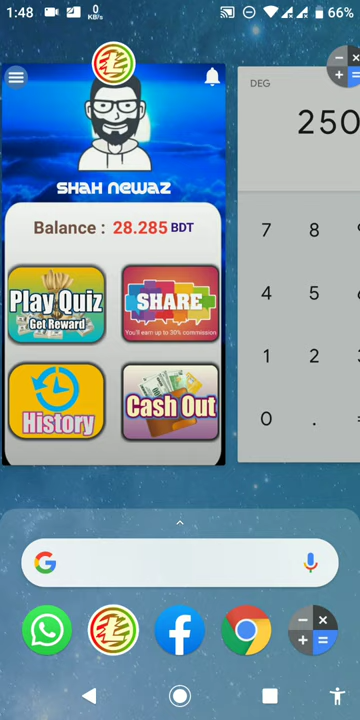 1:48
0
KB/s
66%
SHAH NEWAZ
Balance : 28.285 BDT
Play Quiz
Get Reward
SHARE
You'll earn up to 30% commission
History
Cash Out
DEG
250
7 8
4 5
1 2
0 .